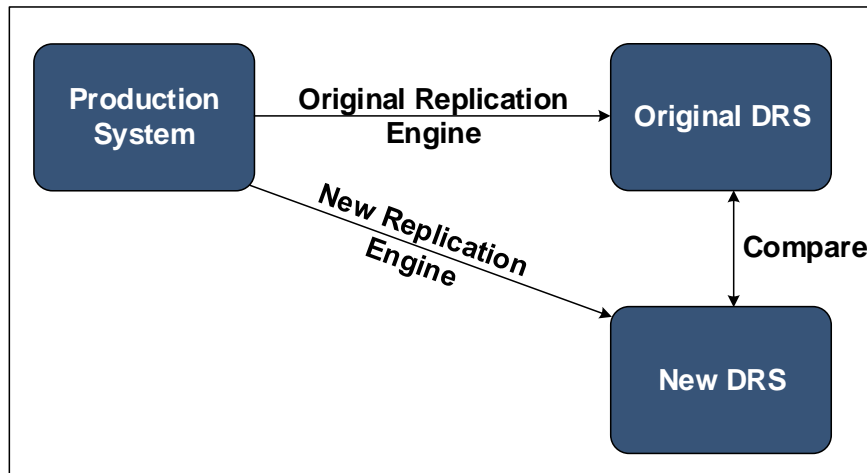 Production
System
Original Replication
Engine
Original DRS
New Replication
Engine
Compare
New DRS